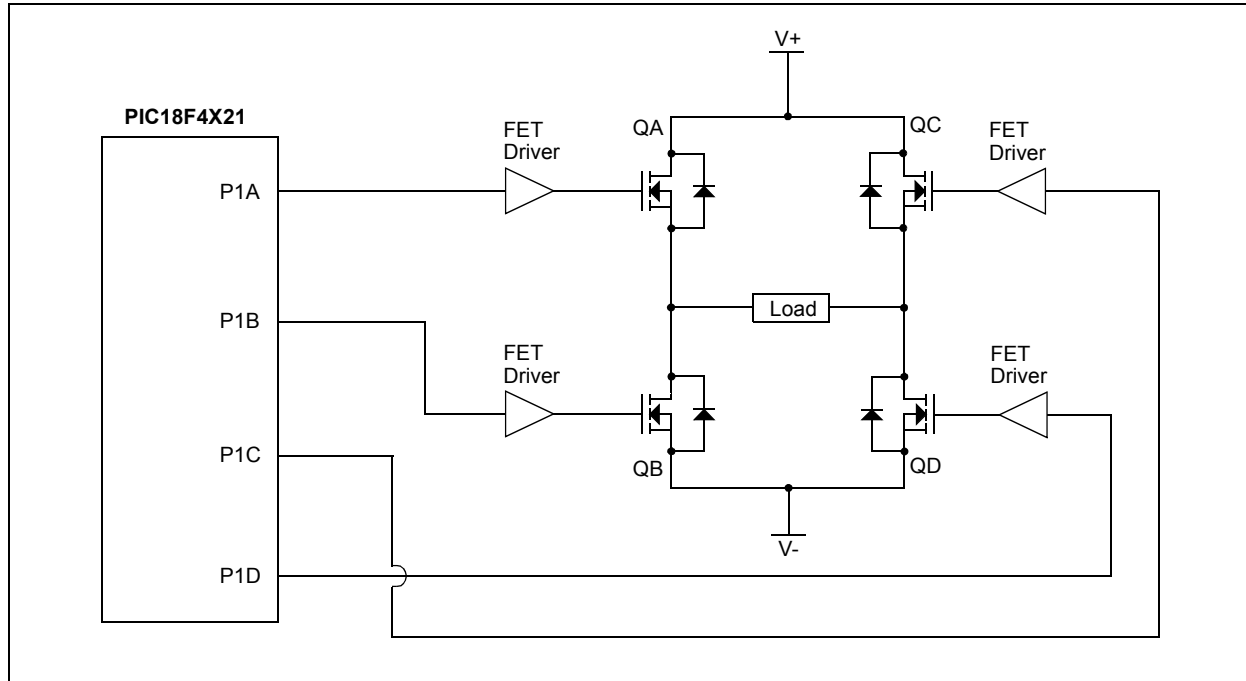 V+
PIC18F4X21
FET
Driver
QA
QC
FET
Driver
P1A
Load
P1B
FET
Driver
FET
Driver
P1C
QB
QD
V-
P1D